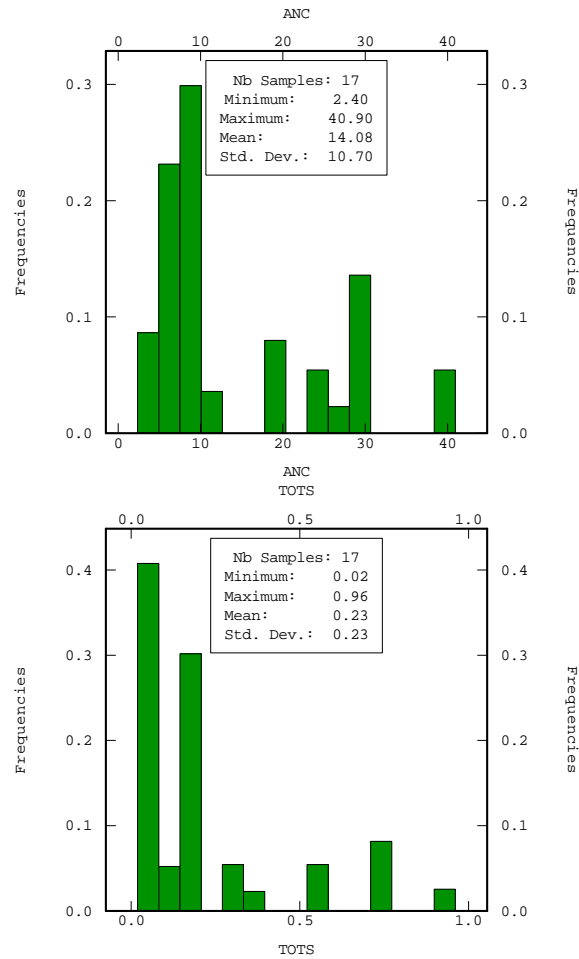 ANC
0 10 20 30 40
0.3 0.3
Nb Samples: 17
Minimum: 2.40
Maximum: 40.90
Mean: 14.08
Std. Dev.: 10.70
0.2 0.2
Frequencies Frequencies
0.1 0.1
0.0 0.0
0 10 20 30 40
ANC
TOTS
0.0 0.5 1.0
Nb Samples: 17
Minimum: 0.02
Maximum: 0.96
Mean: 0.23
Std. Dev.: 0.23
0.4 0.4
0.3 0.3
Frequencies Frequencies
0.2 0.2
0.1 0.1
0.0 0.0
0.0 0.5 1.0
TOTS